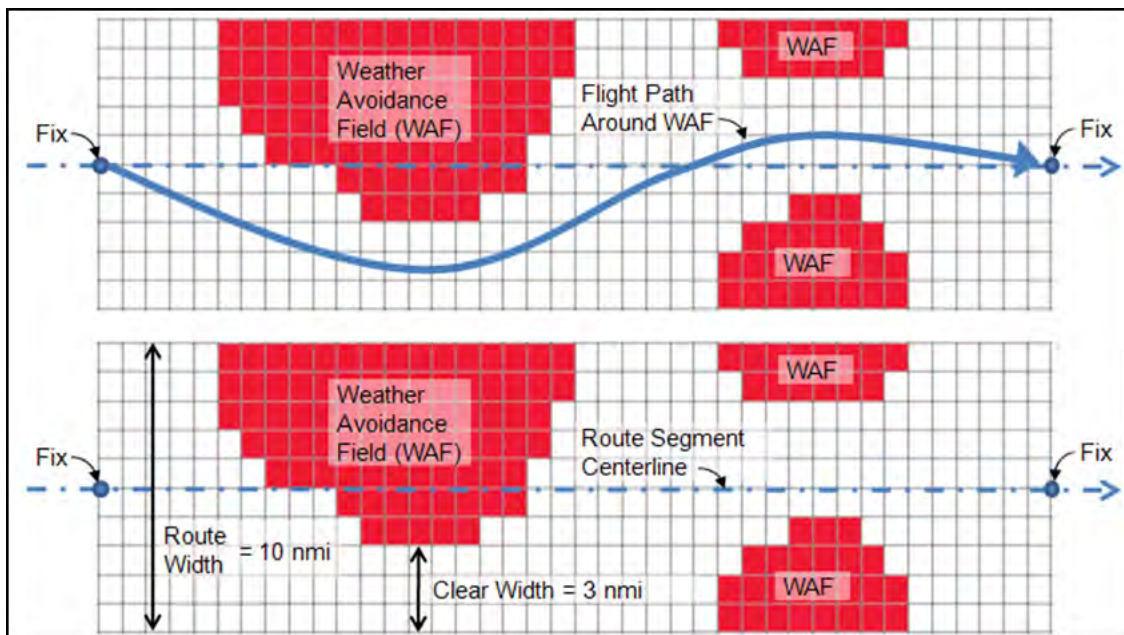 WAF
Weather
Avoidance
Field (WAF)
Flight Path
Around WAF
Fix
Fix
WAF
WAF
Weather
Avoidance
Field (WAF)
Route Segment
Centerline
Fix
Fix
Route
Width = 10 nmi
Clear Width = 3 nmi
WAF